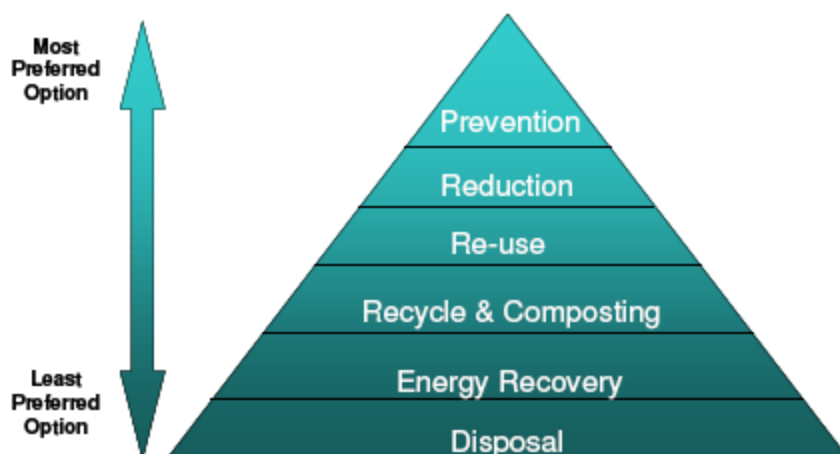 Most
Preferred
Option
Prevention
Reduction
Re-use
Recycle & Composting
Energy Recovery
Least
Preferred
Option
Disposal